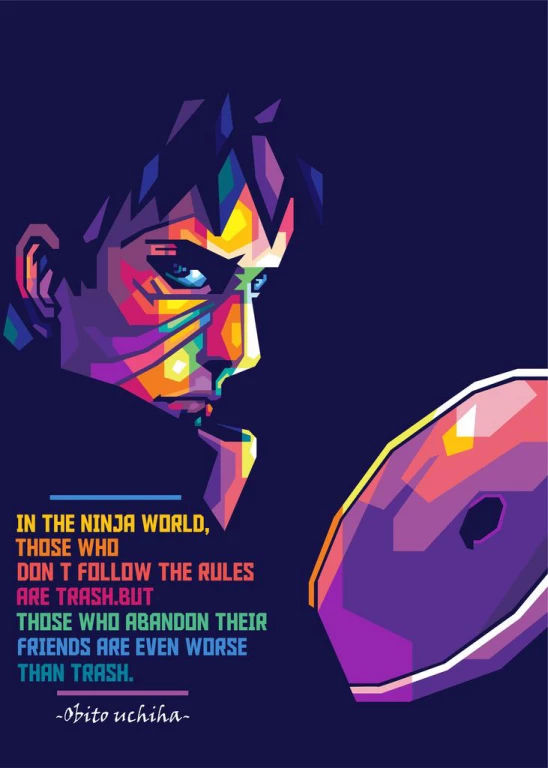 IN THE NINJA WORLD,
THOSE WHO
DON T FOLLOW THE RULES
ARE TRASH.BUT
THOSE WHO ABANDON THEIR
FRIENDS ARE EVEN WORSE
THAN TRASH.
-Obito uchiha-